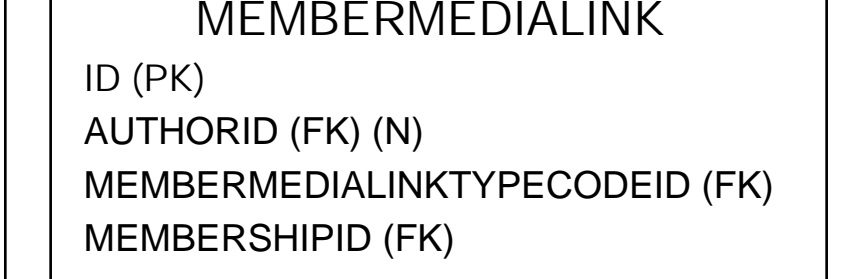 MEMBERMEDIALINK
ID (PK)
AUTHORID (FK) (N)
MEMBERMEDIALINKTYPECODEID (FK)
MEMBERSHIPID (FK)